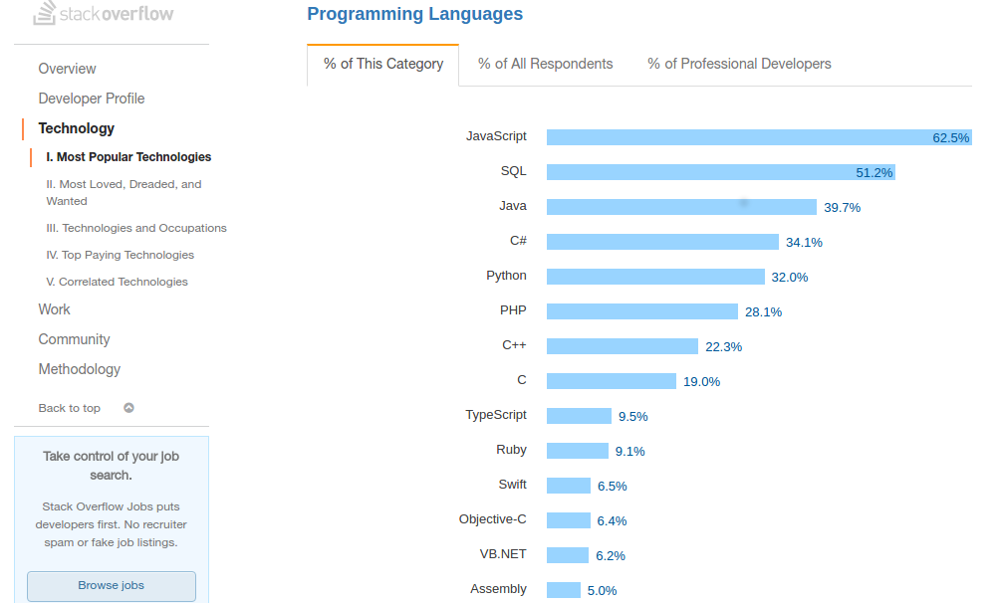 stackoverflow
Overview
Developer Profile
Technology
I. Most Popular Technologies
II. Most Loved, Dreaded, and
Wanted
III. Technologies and Occupations
IV. Top Paying Technologies
V. Correlated Technologies
Work
Community
Methodology
Back to top
Take control of your job
search.
Stack Overflow Jobs puts
developers first. No recruiter
spam or fake job listings.
Browse jobs
Programming Languages
% of This Category
% of All Respondents
% of Professional Developers
JavaScript 62.5%
SQL 51.2%
Java 39.7%
C# 34.1%
Python 32.0%
PHP 28.1%
C++ 22.3%
C 19.0%
TypeScript 9.5%
Ruby 9.1%
Swift 6.5%
Objective-C 6.4%
VB.NET 6.2%
Assembly 5.0%